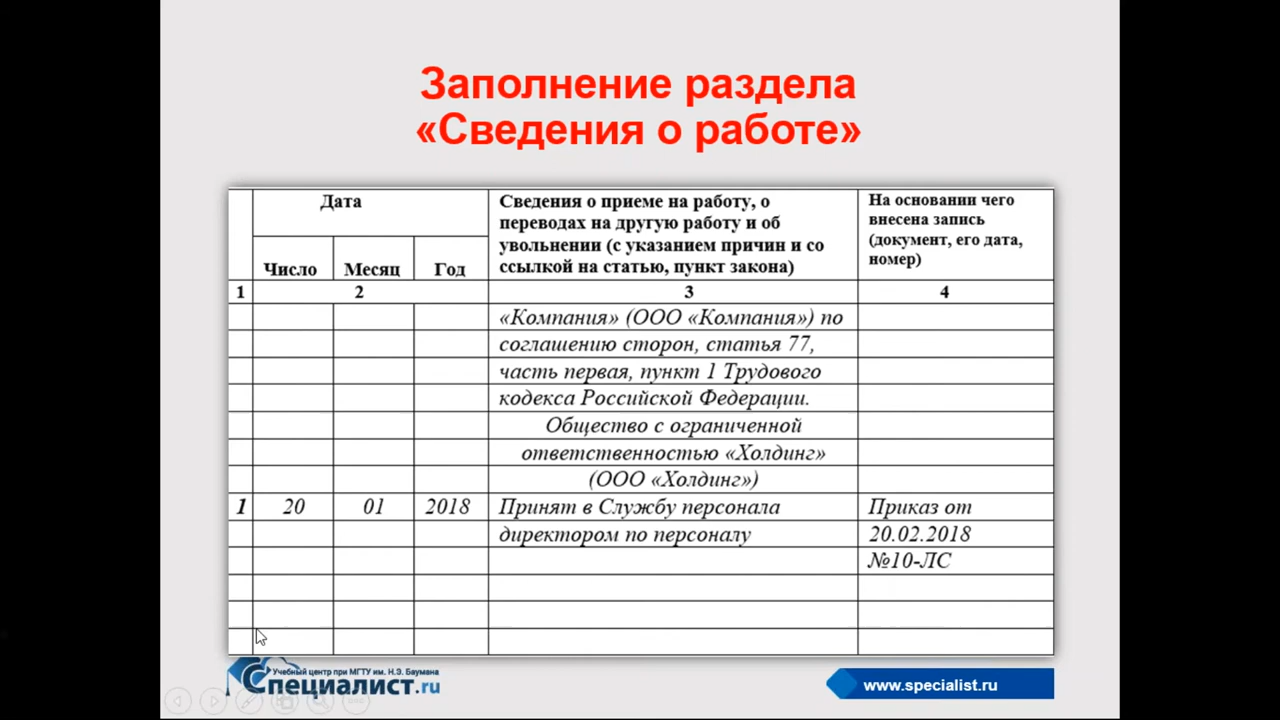 Заполнение раздела
«Сведения о работе»
Дата
Число Месяц Год
Сведения о приеме на работу, о
переводах на другую работу и об
увольнении (с указанием причин и со
ссылкой на статью, пункт закона)
На основании чего
внесена запись
(документ, его дата,
номер)
1 2 3 4
«Компания» (ООО «Компания») по
соглашению сторон, статья 77,
часть первая, пункт 1 Трудового
кодекса Российской Федерации.
Общество с ограниченной
ответственностью «Холдинг»
(ООО «Холдинг»)
1 20 01 2018 Принят в Службу персонала Приказ от
директором по персоналу 20.02.2018
№10-ЛС
Учебный центр при МГТУ им. Н.Э. Баумана
Специалист.ru
www.specialist.ru